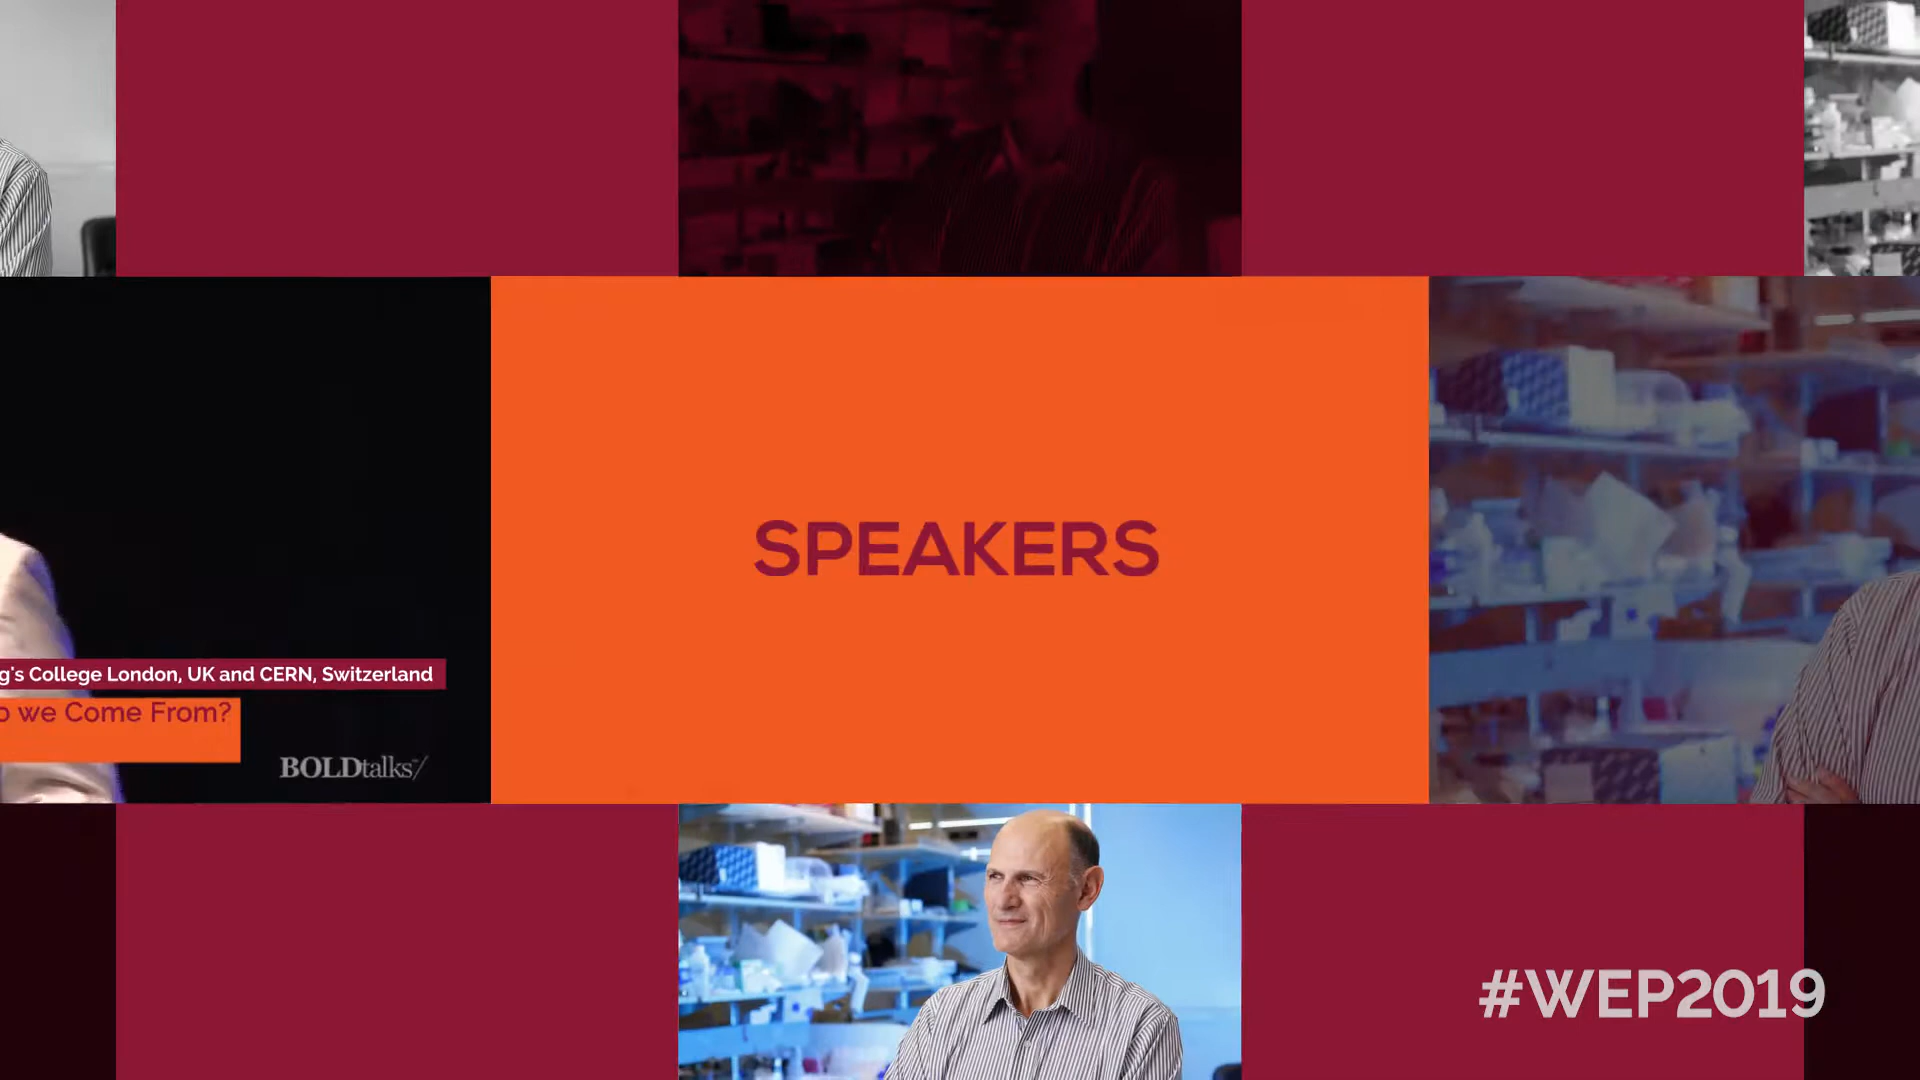 SPEAKERS
g's College London, UK and CERN, Switzerland
o we Come From?
BOLDtalks
#WEP2019